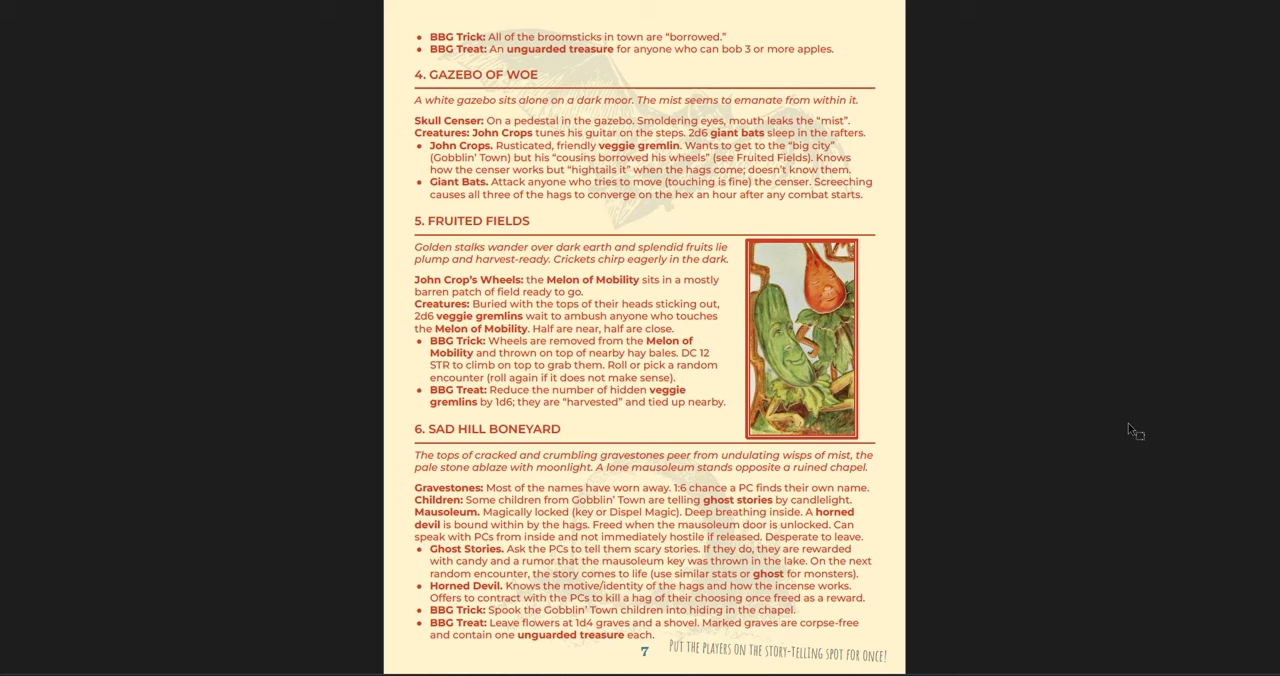 • BBG Trick: All of the broomsticks in town are “borrowed.”
• BBG Treat: An unguarded treasure for anyone who can bob 3 or more apples.
4. GAZEBO OF WOE
A white gazebo sits alone on a dark moor. The mist seems to emanate from within it.
Skull Censer: On a pedestal in the gazebo. Smoldering eyes, mouth leaks the “mist”.
Creatures: John Crops tunes his guitar on the steps. 2d6 giant bats sleep in the rafters.
• John Crops. Rusticated, friendly veggie gremlin. Wants to get to the “big city”
(Gobblin’ Town) but his “cousins borrowed his wheels” (see Fruited Fields). Knows
how the censer works but “hightails it” when the hags come; doesn’t know them.
• Giant Bats. Attack anyone who tries to move (touching is fine) the censer. Screeching
causes all three of the hags to converge on the hex an hour after any combat starts.
5. FRUITED FIELDS
Golden stalks wander over dark earth and splendid fruits lie
plump and harvest-ready. Crickets chirp eagerly in the dark.
John Crop’s Wheels: the Melon of Mobility sits in a mostly
barren patch of field ready to go.
Creatures: Buried with the tops of their heads sticking out,
2d6 veggie gremlins wait to ambush anyone who touches
the Melon of Mobility. Half are near, half are close.
• BBG Trick: Wheels are removed from the Melon of
Mobility and thrown on top of nearby hay bales. DC 12
STR to climb on top to grab them. Roll or pick a random
encounter (roll again if it does not make sense).
• BBG Treat: Reduce the number of hidden veggie
gremlins by 1d6; they are “harvested” and tied up nearby.
6. SAD HILL BONEYARD
The tops of cracked and crumbling gravestones peer from undulating wisps of mist, the
pale stone ablaze with moonlight. A lone mausoleum stands opposite a ruined chapel.
Gravestones: Most of the names have worn away. 1:6 chance a PC finds their own name.
Children: Some children from Gobblin’ Town are telling ghost stories by candlelight.
Mausoleum. Magically locked (key or Dispel Magic). Deep breathing inside. A horned
devil is bound within by the hags. Freed when the mausoleum door is unlocked. Can
speak with PCs from inside and not immediately hostile if released. Desperate to leave.
• Ghost Stories. Ask the PCs to tell them scary stories. If they do, they are rewarded
with candy and a rumor that the mausoleum key was thrown in the lake. On the next
random encounter, the story comes to life (use similar stats or ghost for monsters).
• Horned Devil. Knows the motive/identity of the hags and how the incense works.
Offers to contract with the PCs to kill a hag of their choosing once freed as a reward.
• BBG Trick: Spook the Gobblin’ Town children into hiding in the chapel.
• BBG Treat: Leave flowers at 1d4 graves and a shovel. Marked graves are corpse-free
and contain one unguarded treasure each.
7
PUT THE PLAYERS ON THE STORY-TELLING SPOT FOR ONCE!